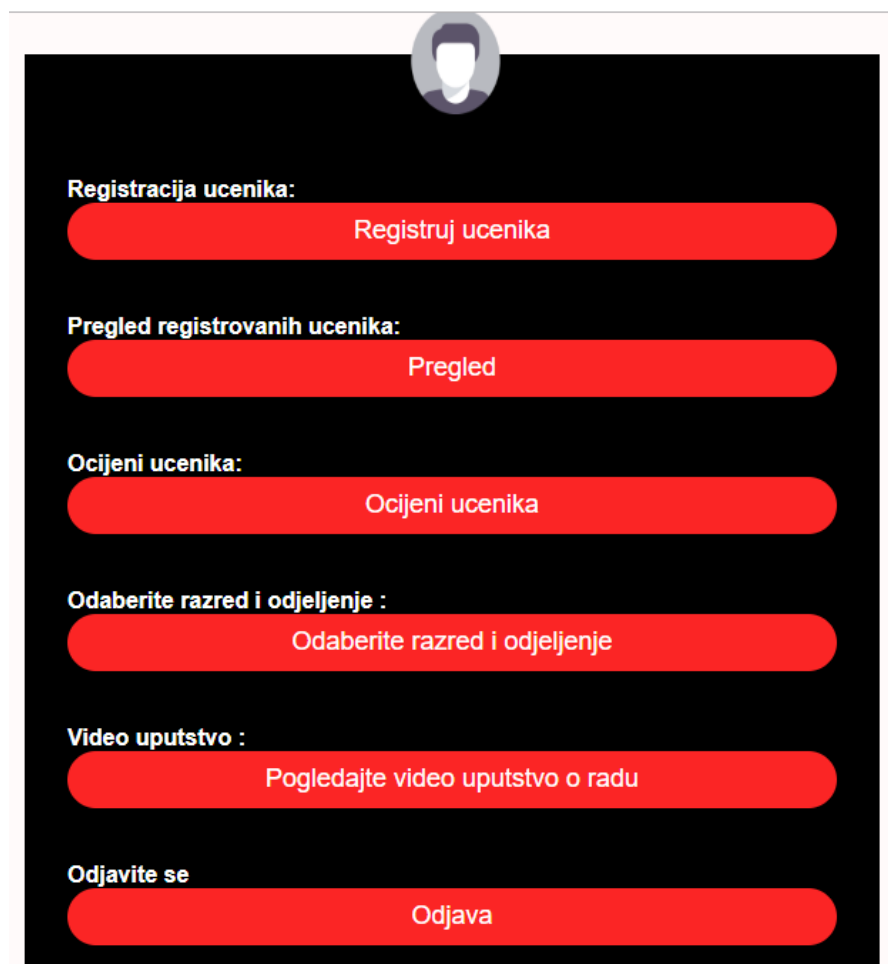 Registracija ucenika:
Registruj ucenika
Pregled registrovanih ucenika:
Pregled
Ocijeni ucenika:
Ocijeni ucenika
Odaberite razred i odjeljenje :
Odaberite razred i odjeljenje
Video uputstvo :
Pogledajte video uputstvo o radu
Odjavite se
Odjava